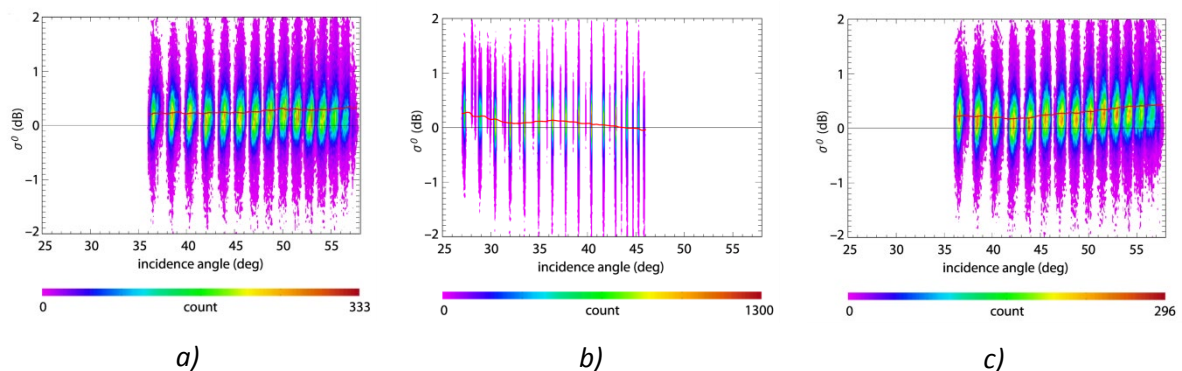 2
1
0
−1
−2
σ⁰ (dB)
25 30 35 40 45 50 55
incidence angle (deg)
0 count 333
a)
2
1
0
−1
−2
σ⁰ (dB)
25 30 35 40 45 50 55
incidence angle (deg)
0 count 1300
b)
2
1
0
−1
−2
σ⁰ (dB)
25 30 35 40 45 50 55
incidence angle (deg)
0 count 296
c)